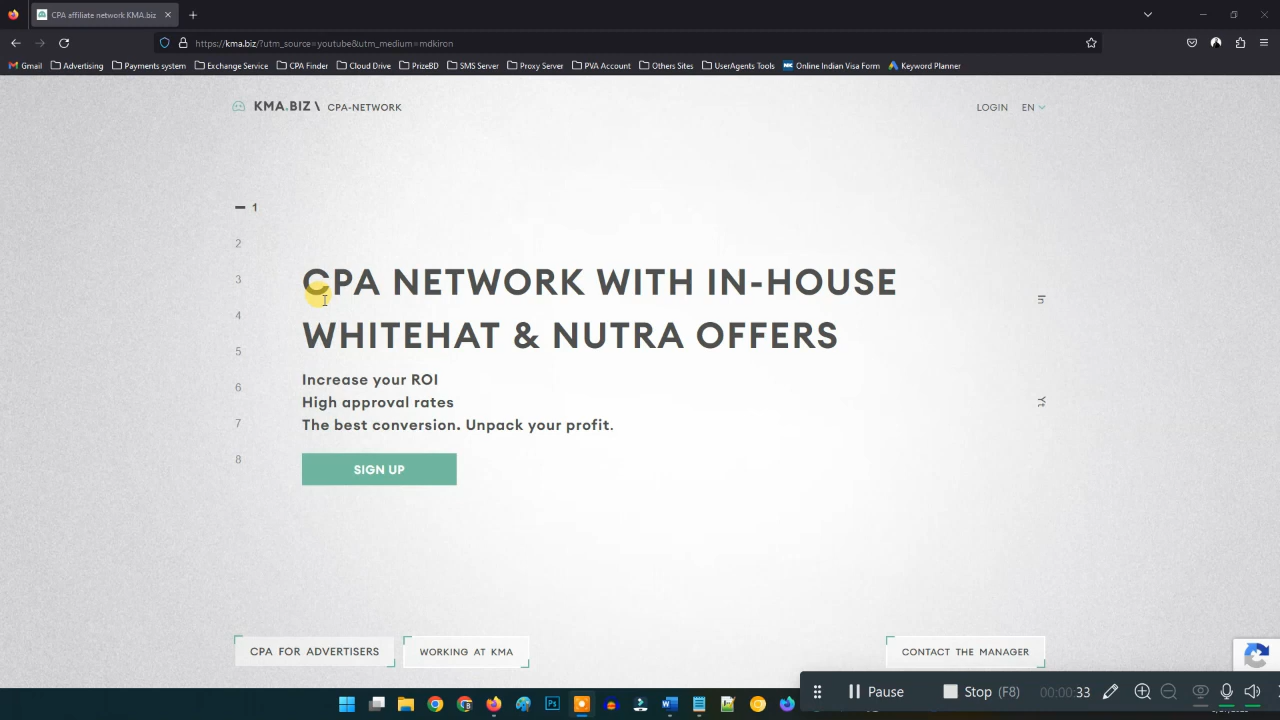 CPA affiliate network KMA.biz
https://kma.biz/?utm_source=youtube&utm_medium=mdkiron
Gmail Advertising Payments system Exchange Service CPA Finder Cloud Drive PrizeBD SMS Server Proxy Server PVA Account Others Sites UserAgents Tools Online Indian Visa Form Keyword Planner
KMA.BIZ \ CPA-NETWORK LOGIN EN
1
2
3
4
5
6
7
8
CPA NETWORK WITH IN-HOUSE
WHITEHAT & NUTRA OFFERS
Increase your ROI
High approval rates
The best conversion. Unpack your profit.
SIGN UP
in
Yt
CPA FOR ADVERTISERS WORKING AT KMA CONTACT THE MANAGER
Pause Stop (F8) 00:00:33